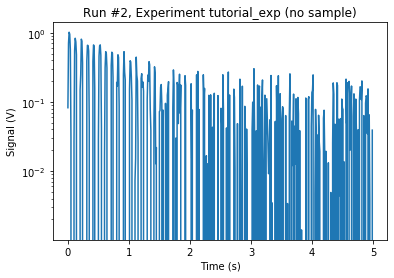 Run #2, Experiment tutorial_exp (no sample)
10⁰
10⁻¹
10⁻²
Signal (V)
0 1 2 3 4 5
Time (s)